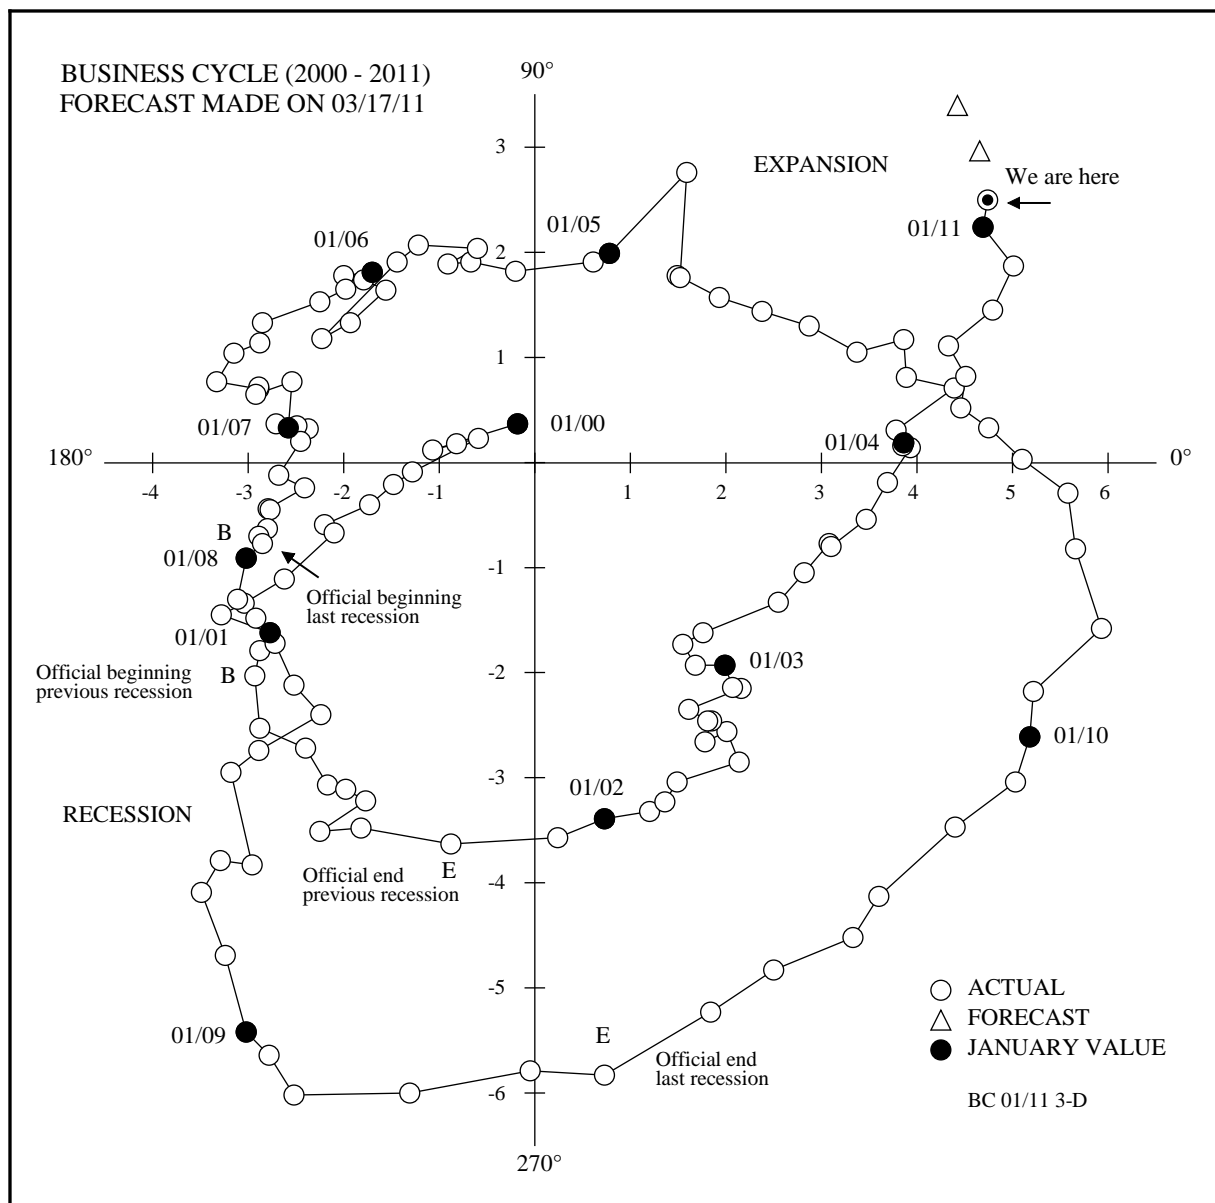 BUSINESS CYCLE (2000 - 2011)
FORECAST MADE ON 03/17/11
90°
3
EXPANSION
We are here
01/11
01/05
01/06
2
1
01/07
01/00
01/04
180°
0°
-4
-3
-2
-1
1
2
3
4
5
6
B
01/08
-1
Official beginning
last recession
01/01
01/03
Official beginning
previous recession
B
-2
01/10
-3
01/02
RECESSION
E
Official end
previous recession
-4
-5
ACTUAL
FORECAST
JANUARY VALUE
01/09
E
Official end
last recession
-6
BC 01/11 3-D
270°